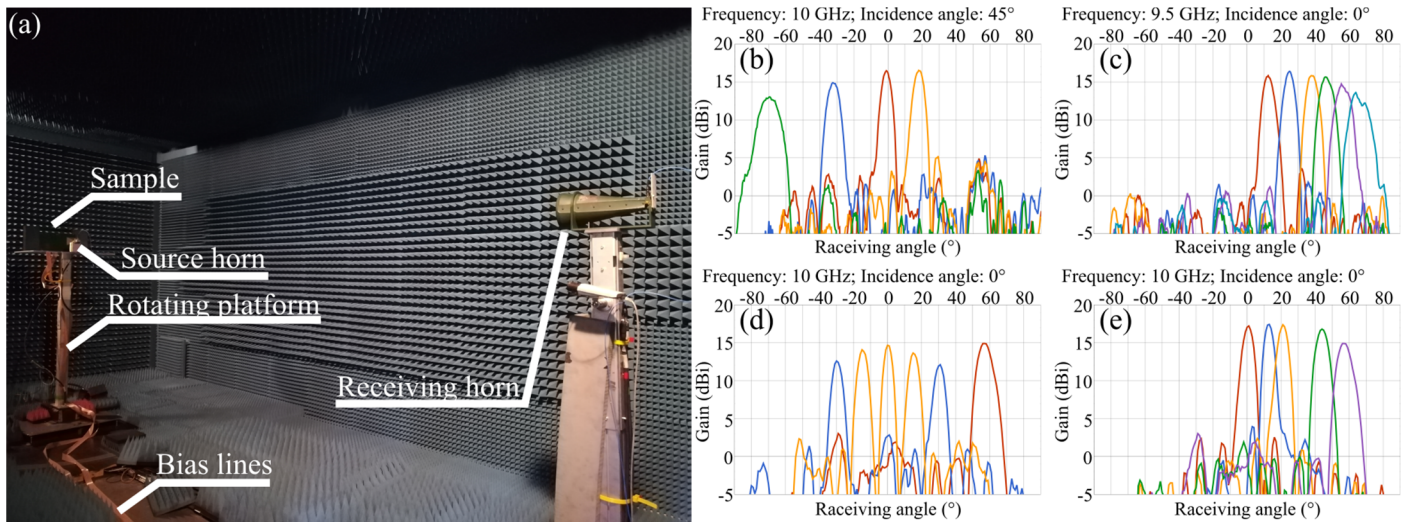 (a)
Sample
Source horn
Rotating platform
Receiving horn
Bias lines
Frequency: 10 GHz; Incidence angle: 45°
-80 -60 -40 -20 0 20 40 60 80
(b)
20
15
10
5
0
-5
Gain (dBi)
Raceiving angle (°)
Frequency: 9.5 GHz; Incidence angle: 0°
-80 -60 -40 -20 0 20 40 60 80
(c)
20
15
10
5
0
-5
Gain (dBi)
Raceiving angle (°)
Frequency: 10 GHz; Incidence angle: 0°
-80 -60 -40 -20 0 20 40 60 80
(d)
20
15
10
5
0
-5
Gain (dBi)
Raceiving angle (°)
Frequency: 10 GHz; Incidence angle: 0°
-80 -60 -40 -20 0 20 40 60 80
(e)
20
15
10
5
0
-5
Gain (dBi)
Raceiving angle (°)